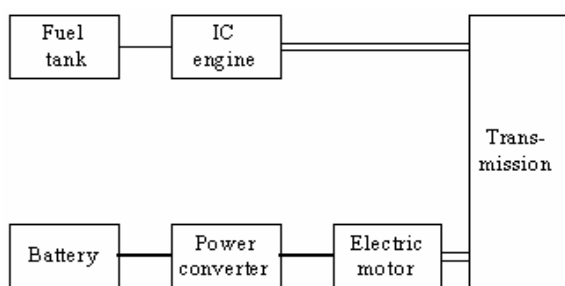 Fuel
tank
IC
engine
Trans-
mission
Battery
Power
converter
Electric
motor